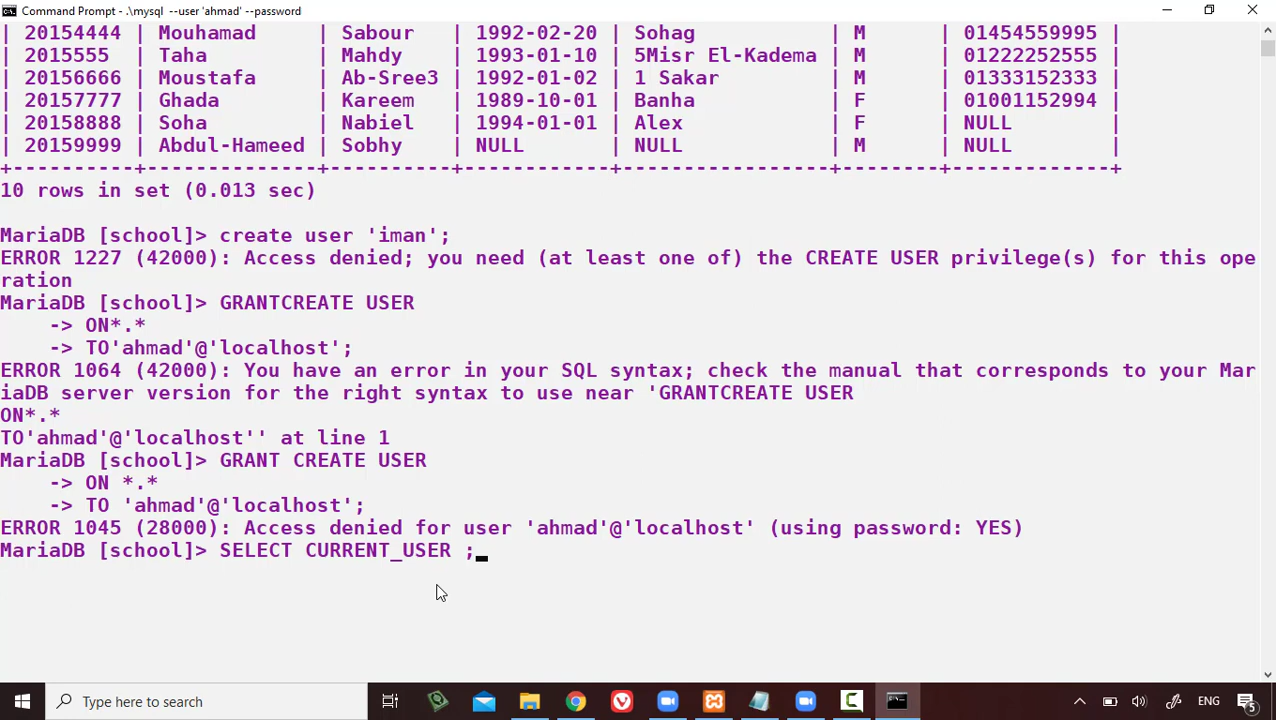 Command Prompt - .\mysql  --user 'ahmad' --password
| 20154444 | Mouhamad     | Sabour   | 1992-02-20 | Sohag           | M      | 01454559995 |
| 2015555  | Taha         | Mahdy    | 1993-01-10 | 5Misr El-Kadema | M      | 01222252555 |
| 20156666 | Moustafa     | Ab-Sree3 | 1992-01-02 | 1 Sakar         | M      | 01333152333 |
| 20157777 | Ghada        | Kareem   | 1989-10-01 | Banha           | F      | 01001152994 |
| 20158888 | Soha         | Nabiel   | 1994-01-01 | Alex            | F      | NULL        |
| 20159999 | Abdul-Hameed | Sobhy    | NULL       | NULL            | M      | NULL        |
+----------+--------------+----------+------------+-----------------+--------+-------------+
10 rows in set (0.013 sec)
MariaDB [school]> create user 'iman';
ERROR 1227 (42000): Access denied; you need (at least one of) the CREATE USER privilege(s) for this ope
ration
MariaDB [school]> GRANTCREATE USER
    -> ON*.*
    -> TO'ahmad'@'localhost';
ERROR 1064 (42000): You have an error in your SQL syntax; check the manual that corresponds to your Mar
iaDB server version for the right syntax to use near 'GRANTCREATE USER
ON*.*
TO'ahmad'@'localhost'' at line 1
MariaDB [school]> GRANT CREATE USER
    -> ON *.*
    -> TO 'ahmad'@'localhost';
ERROR 1045 (28000): Access denied for user 'ahmad'@'localhost' (using password: YES)
MariaDB [school]> SELECT CURRENT_USER ;
Type here to search
ENG
5